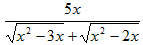 5x
√(x² − 3x) + √(x² − 2x)